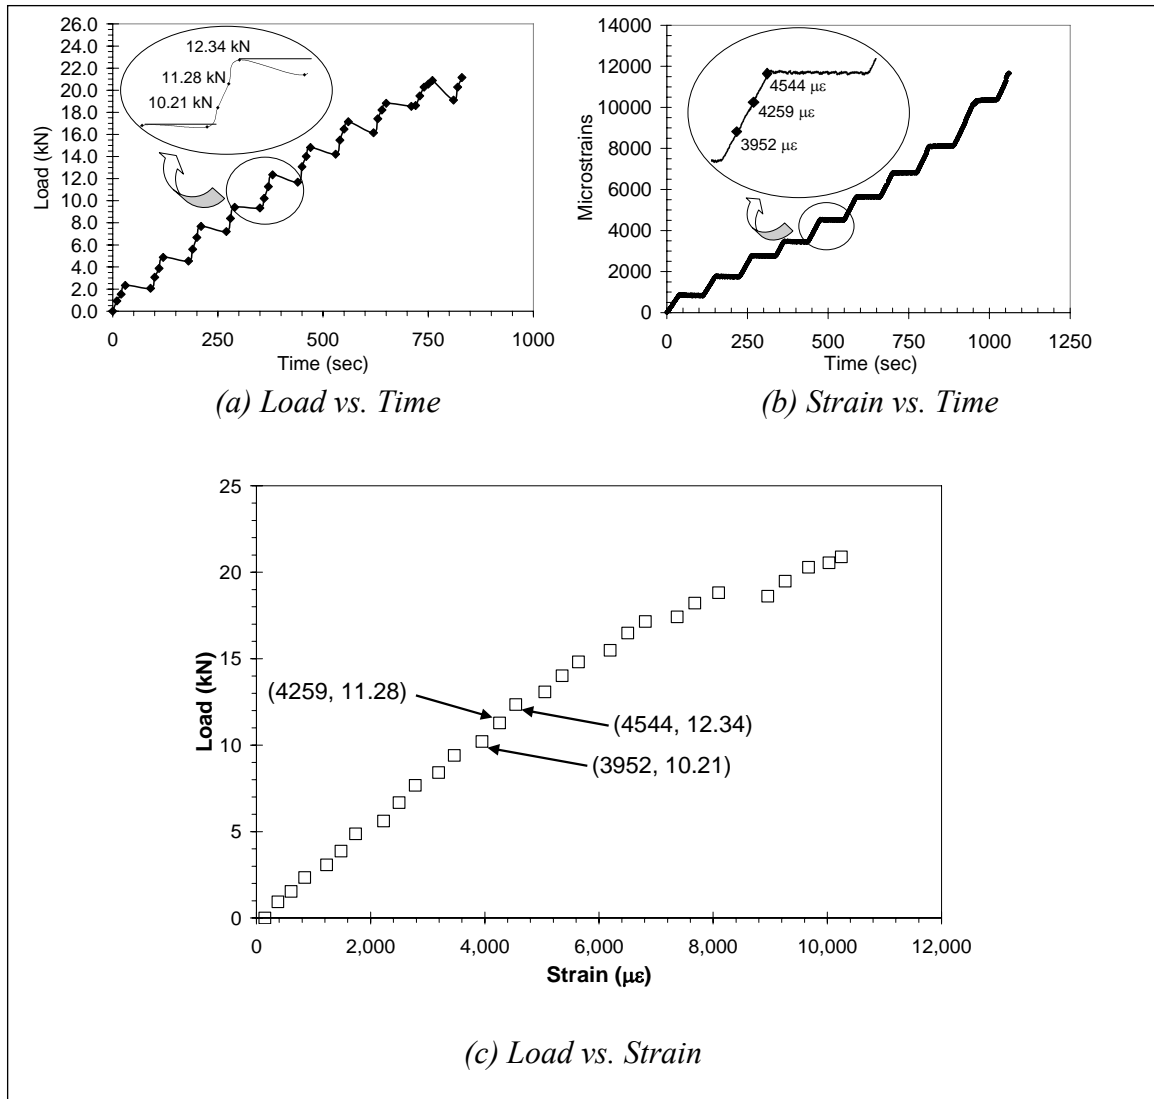 26.0
24.0
22.0
20.0
18.0
16.0
14.0
12.0
10.0
8.0
6.0
4.0
2.0
0.0
Load (kN)
12.34 kN
11.28 kN
10.21 kN
0 250 500 750 1000
Time (sec)
(a) Load vs. Time
14000
12000
10000
8000
6000
4000
2000
0
Microstrains
4544 με
4259 με
3952 με
0 250 500 750 1000 1250
Time (sec)
(b) Strain vs. Time
25
20
15
10
5
0
Load (kN)
(4259, 11.28)
(4544, 12.34)
(3952, 10.21)
0 2,000 4,000 6,000 8,000 10,000 12,000
Strain (με)
(c) Load vs. Strain